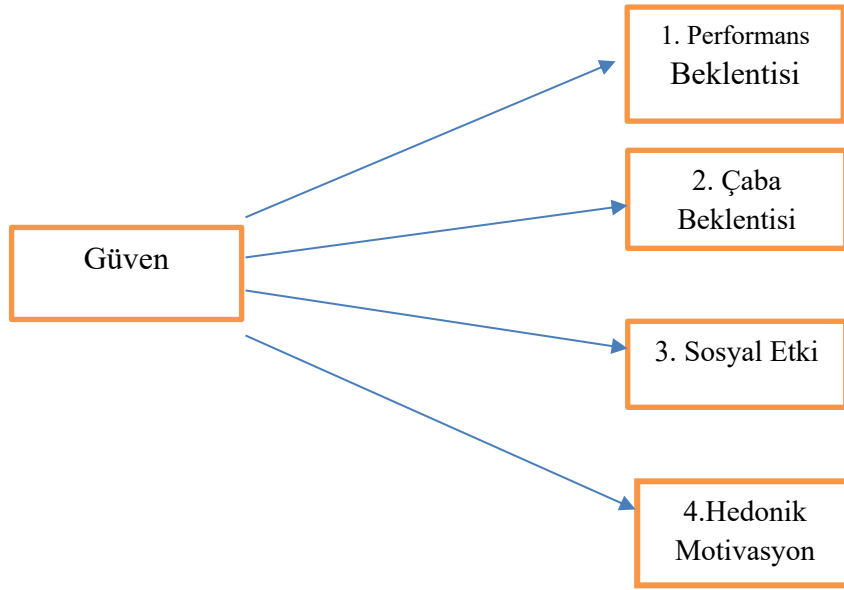 1. Performans
Beklentisi
2. Çaba
Beklentisi
Güven
3. Sosyal Etki
4.Hedonik
Motivasyon